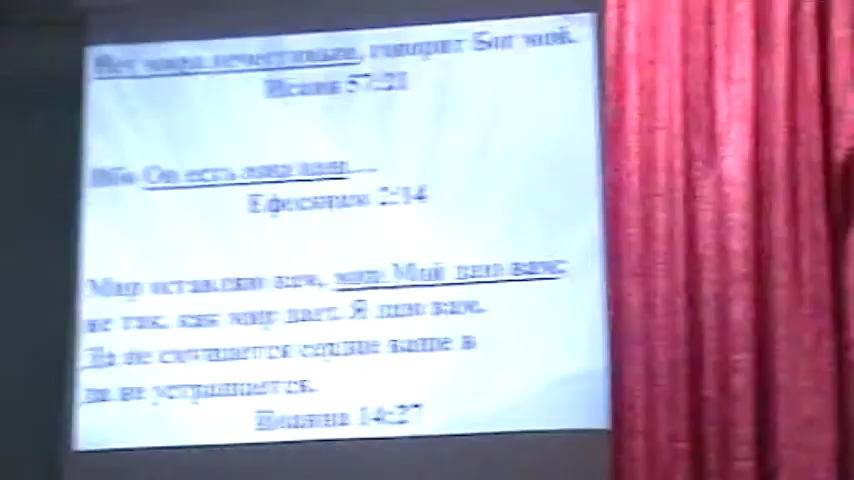 Нет мира нечестивым, говорит Бог мой.
Исаия 57:21
Ибо Он есть мир наш...
Ефесянам 2:14
Мир оставляю вам, мир Мой даю вам:
не так, как мир дает, Я даю вам.
Да не смущается сердце ваше и
да не устрашается.
Иоанна 14:27